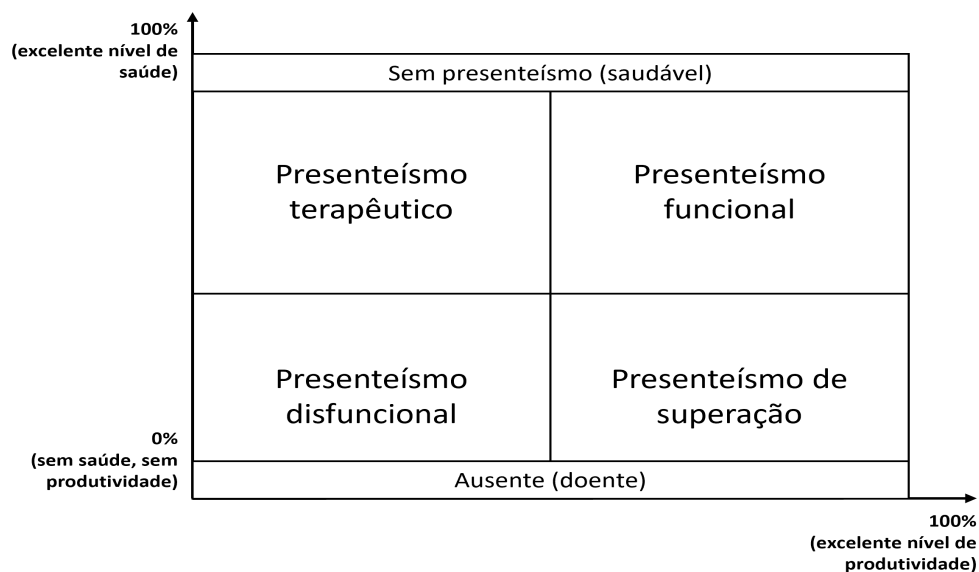 100%
(excelente nível de
saúde)
Sem presenteísmo (saudável)
Presenteísmo
terapêutico
Presenteísmo
funcional
Presenteísmo
disfuncional
Presenteísmo de
superação
0%
(sem saúde, sem
produtividade)
Ausente (doente)
100%
(excelente nível de
produtividade)